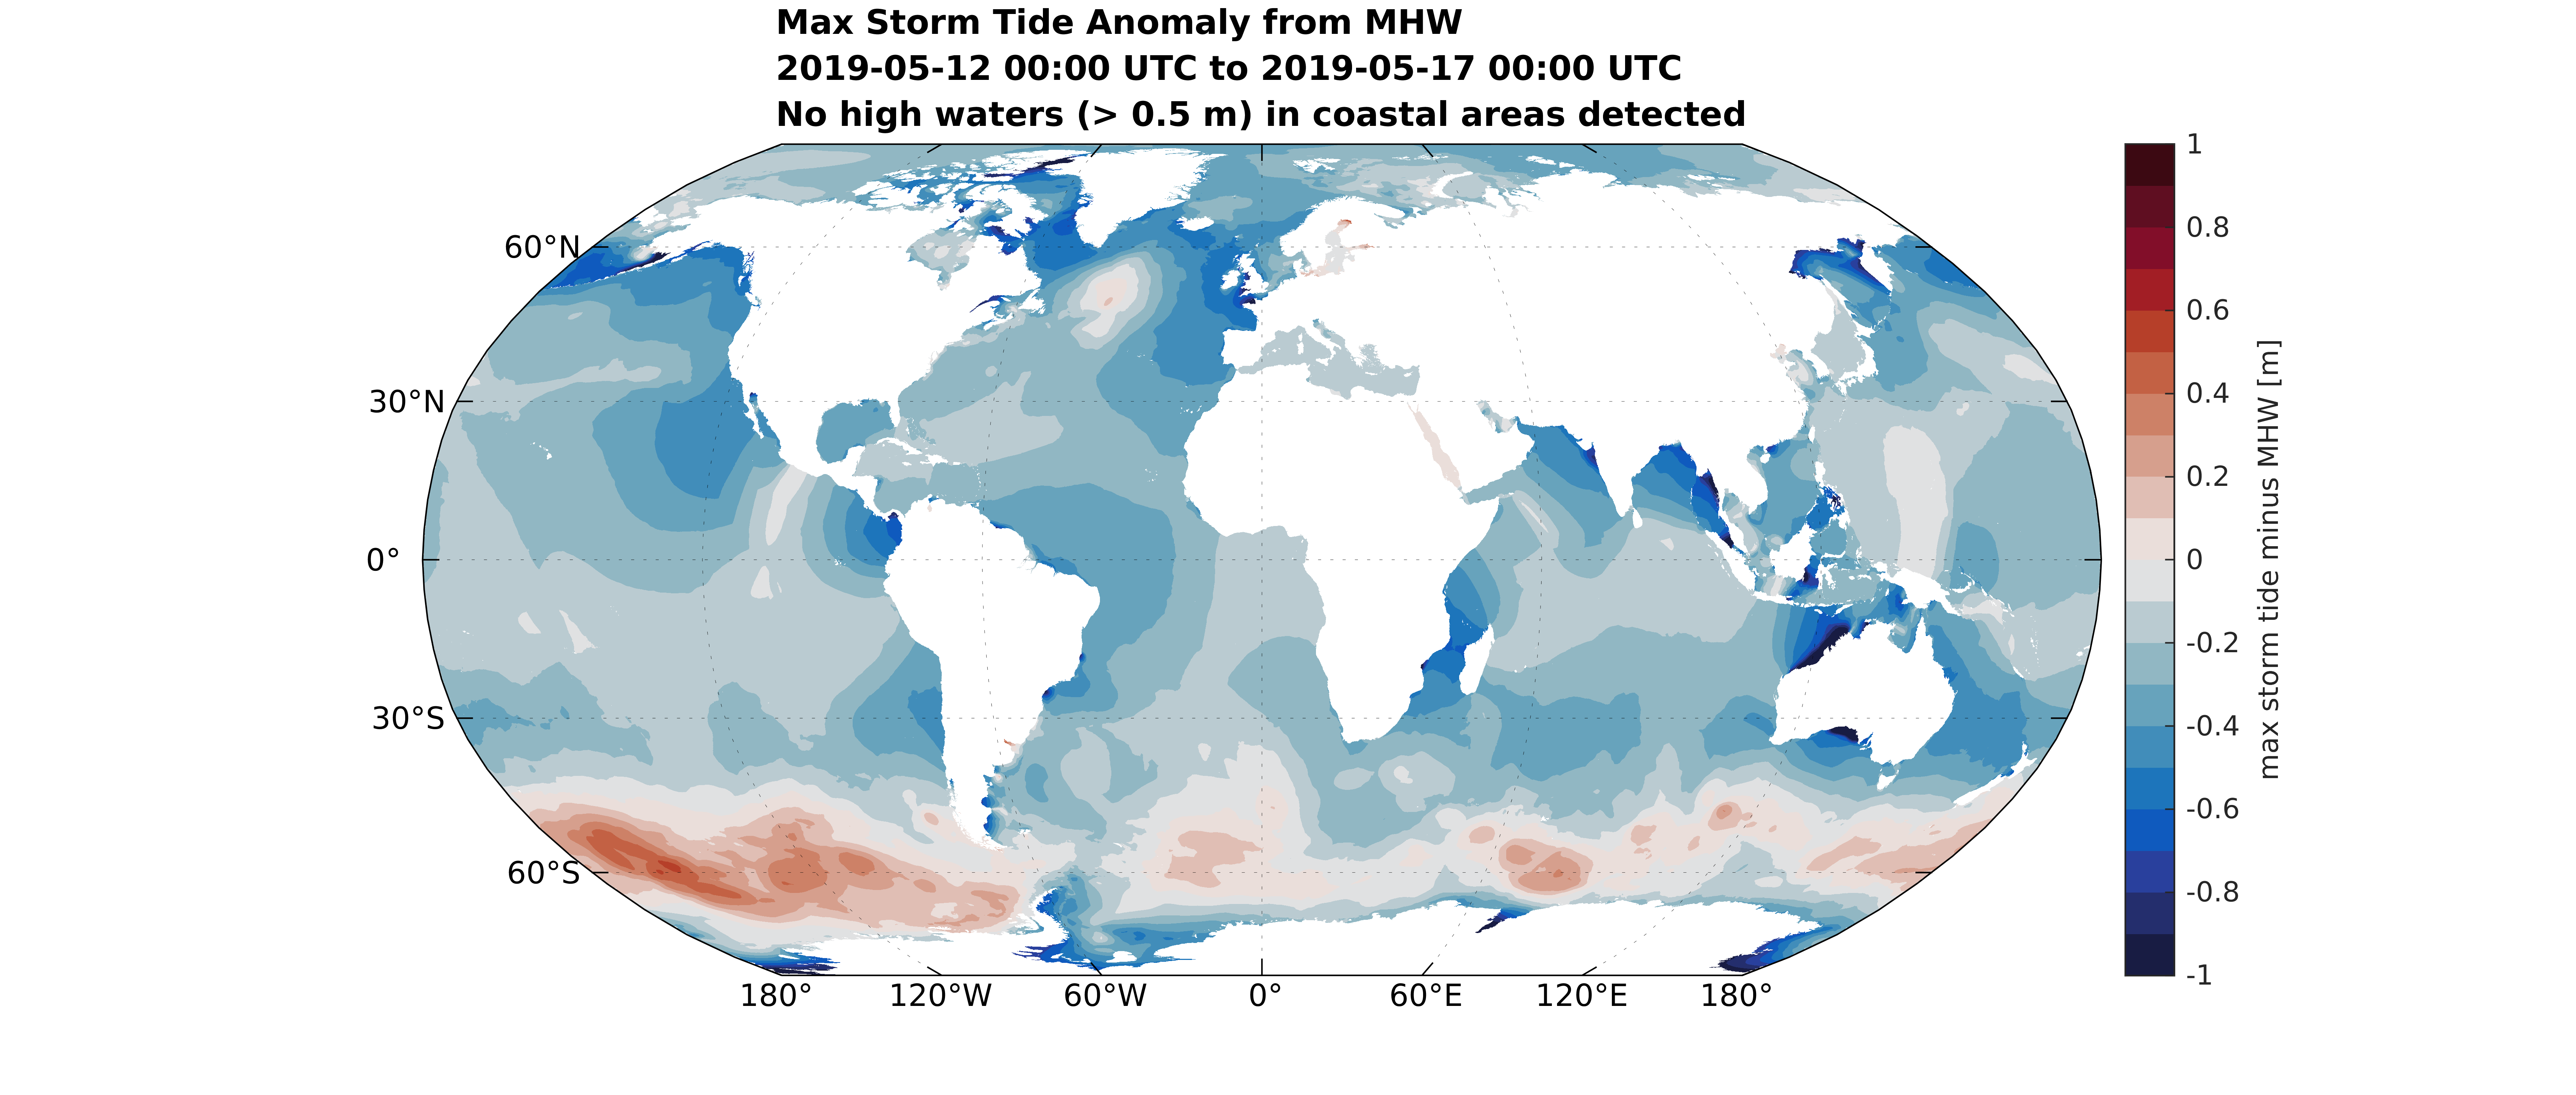 Max Storm Tide Anomaly from MHW
2019-05-12 00:00 UTC to 2019-05-17 00:00 UTC
No high waters (> 0.5 m) in coastal areas detected
60°N
30°N
0°
30°S
60°S
180°
120°W
60°W
0°
60°E
120°E
180°
1
0.8
0.6
0.4
0.2
0
-0.2
-0.4
-0.6
-0.8
-1
max storm tide minus MHW [m]